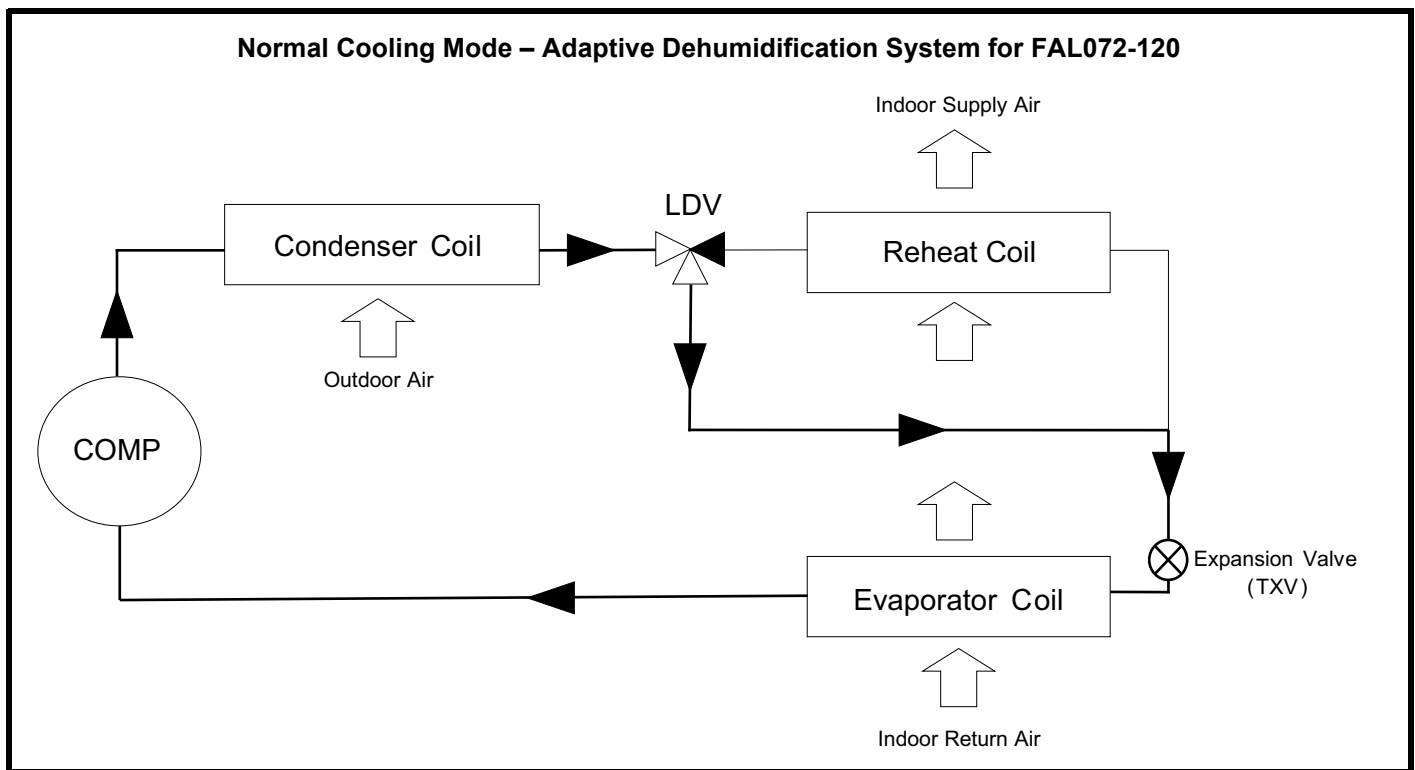 Normal Cooling Mode – Adaptive Dehumidification System for FAL072-120
Indoor Supply Air
LDV
Condenser Coil
Reheat Coil
Outdoor Air
COMP
Expansion Valve
(TXV)
Evaporator Coil
Indoor Return Air